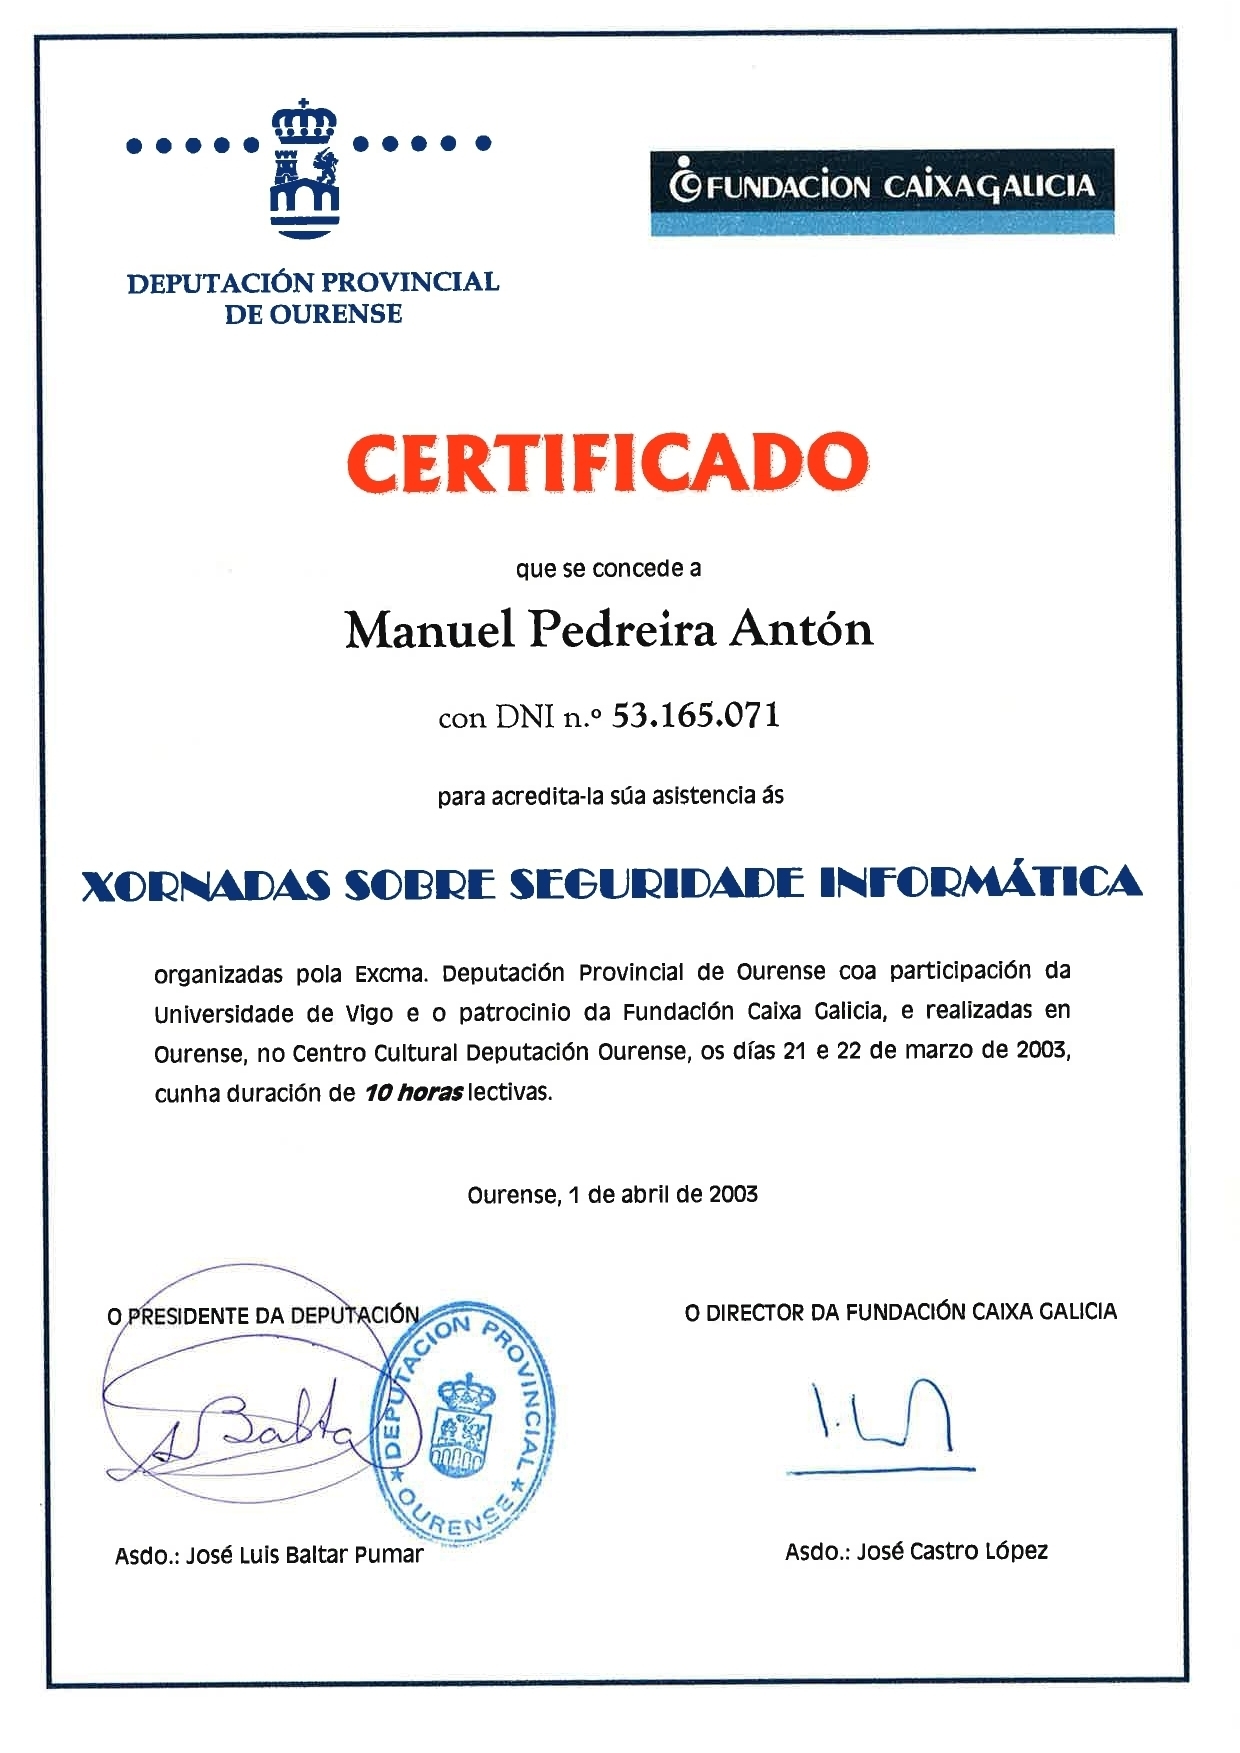 DEPUTACIÓN PROVINCIAL
DE OURENSE
FUNDACION CAIXAGALICIA
CERTIFICADO
que se concede a
Manuel Pedreira Antón
con DNI n.º 53.165.071
para acredita-la súa asistencia ás
XORNADAS SOBRE SEGURIDADE INFORMÁTICA
organizadas pola Excma. Deputación Provincial de Ourense coa participación da
Universidade de Vigo e o patrocinio da Fundación Caixa Galicia, e realizadas en
Ourense, no Centro Cultural Deputación Ourense, os días 21 e 22 de marzo de 2003,
cunha duración de 10 horas lectivas.
Ourense, 1 de abril de 2003
O PRESIDENTE DA DEPUTACIÓN
O DIRECTOR DA FUNDACIÓN CAIXA GALICIA
DEPUTACION PROVINCIAL
OURENSE
Asdo.: José Luis Baltar Pumar
Asdo.: José Castro López